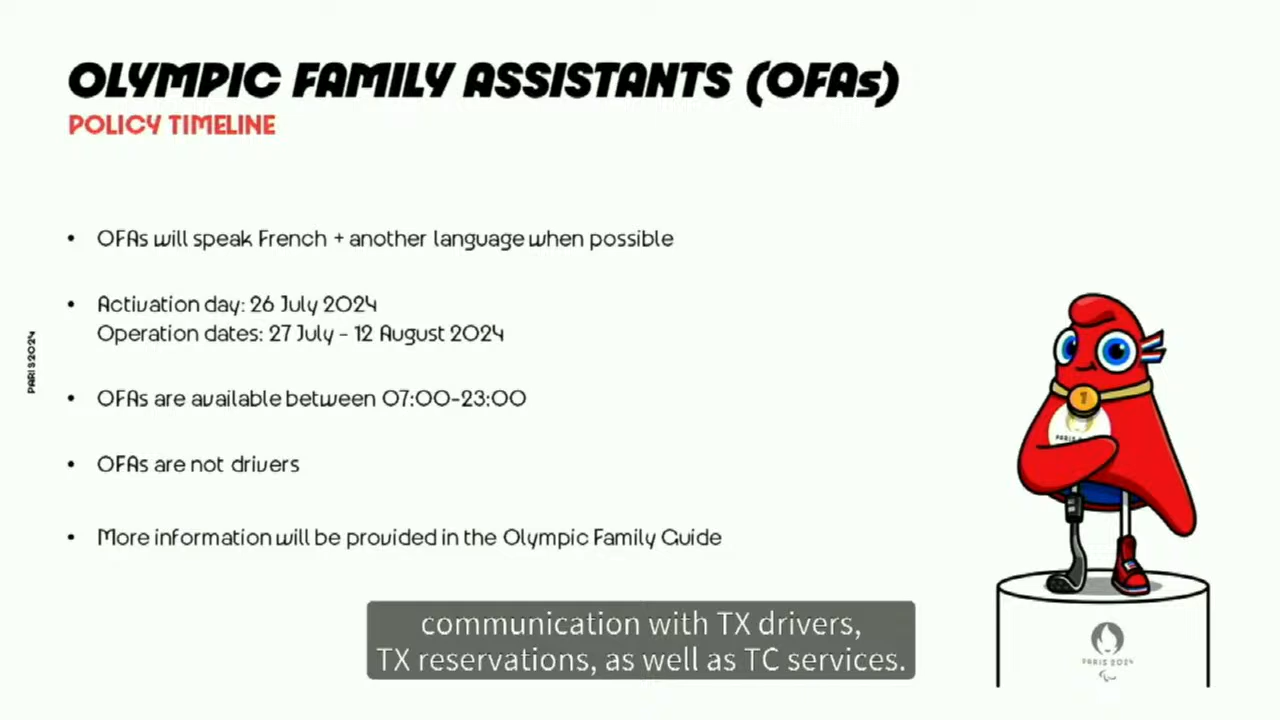 OLYMPIC FAMILY ASSISTANTS (OFAs)
POLICY TIMELINE
• OFAs will speak French + another language when possible
• Activation day: 26 July 2024
Operation dates: 27 July - 12 August 2024
• OFAs are available between 07:00-23:00
• OFAs are not drivers
• More information will be provided in the Olympic Family Guide
PARIS2024
1
PARIS
PARIS 2024
communication with TX drivers,
TX reservations, as well as TC services.